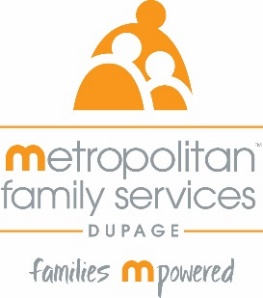 metropolitan™
family services
DUPAGE
families mpowered